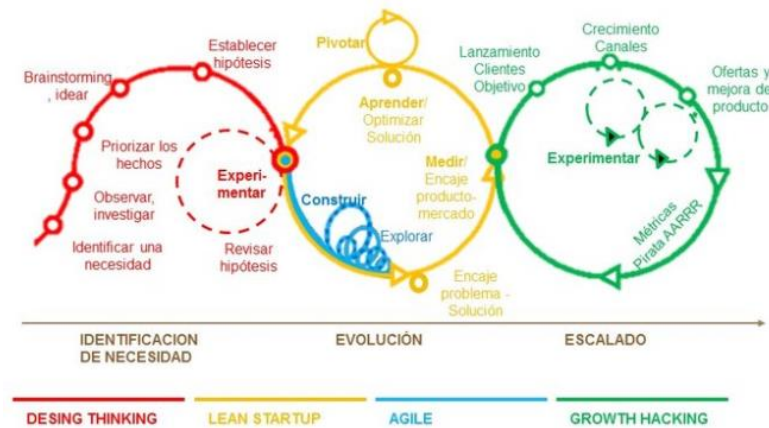 Establecer
hipótesis
Brainstorming
, idear
Priorizar los
hechos
Observar,
investigar
Identificar una
necesidad
Experi-
mentar
Revisar
hipótesis
Pivotar
Aprender/
Optimizar
Solución
Construir
Explorar
Medir/
Encaje
producto-
mercado
Encaje
problema -
Solución
Lanzamiento
Clientes
Objetivo
Crecimiento
Canales
Ofertas y
mejora de
producto
Experimentar
Métricas
Pirata AARRR
IDENTIFICACION
DE NECESIDAD
EVOLUCIÓN
ESCALADO
DESING THINKING
LEAN STARTUP
AGILE
GROWTH HACKING